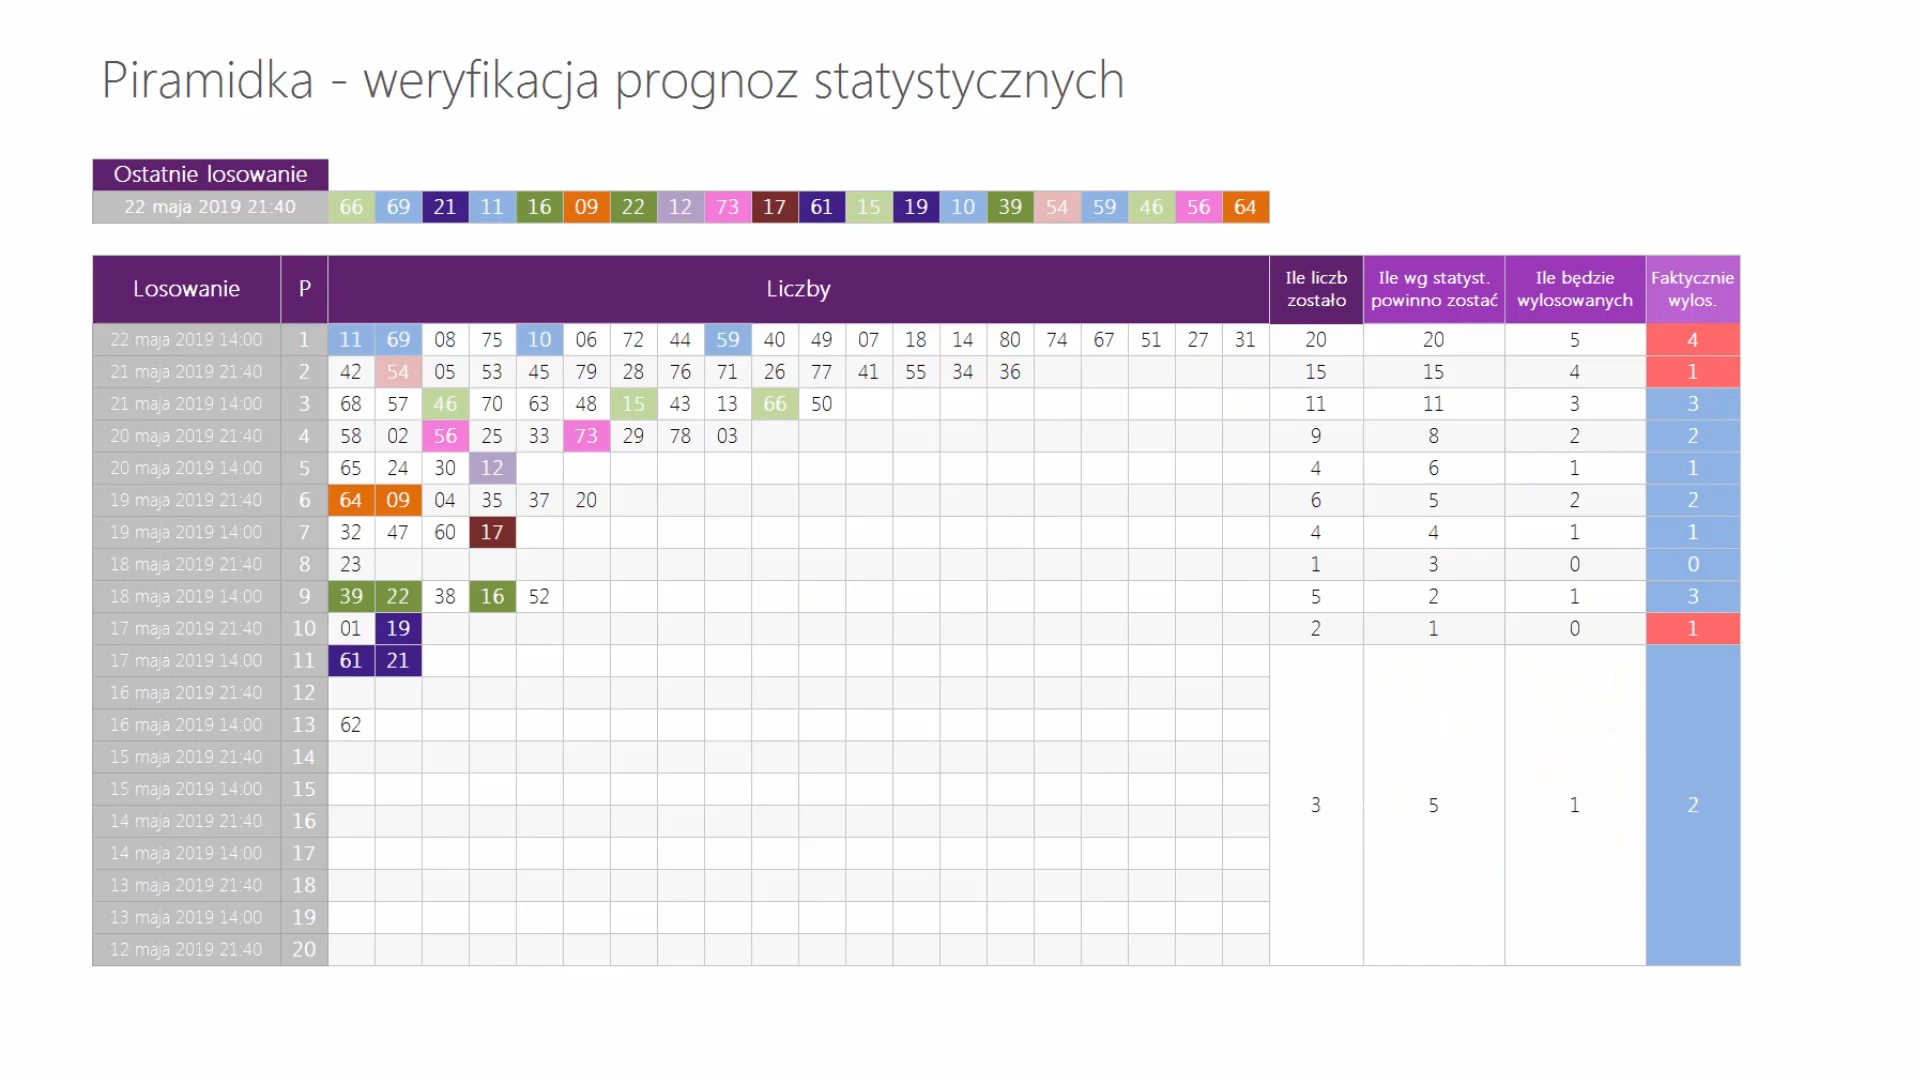 Piramidka - weryfikacja prognoz statystycznych
Ostatnie losowanie
22 maja 2019 21:40 66 69 21 11 16 09 22 12 73 17 61 15 19 10 39 54 59 46 56 64
Losowanie P Liczby Ile liczb zostało Ile wg statyst. powinno zostać Ile będzie wylosowanych Faktycznie wylos.
22 maja 2019 14:00 1 11 69 08 75 10 06 72 44 59 40 49 07 18 14 80 74 67 51 27 31 20 20 5 4
21 maja 2019 21:40 2 42 54 05 53 45 79 28 76 71 26 77 41 55 34 36 15 15 4 1
21 maja 2019 14:00 3 68 57 46 70 63 48 15 43 13 66 50 11 11 3 3
20 maja 2019 21:40 4 58 02 56 25 33 73 29 78 03 9 8 2 2
20 maja 2019 14:00 5 65 24 30 12 4 6 1 1
19 maja 2019 21:40 6 64 09 04 35 37 20 6 5 2 2
19 maja 2019 14:00 7 32 47 60 17 4 4 1 1
18 maja 2019 21:40 8 23 1 3 0 0
18 maja 2019 14:00 9 39 22 38 16 52 5 2 1 3
17 maja 2019 21:40 10 01 19 2 1 0 1
17 maja 2019 14:00 11 61 21
16 maja 2019 21:40 12
16 maja 2019 14:00 13 62
15 maja 2019 21:40 14
15 maja 2019 14:00 15
3 5 1 2
14 maja 2019 21:40 16
14 maja 2019 14:00 17
13 maja 2019 21:40 18
13 maja 2019 14:00 19
12 maja 2019 21:40 20